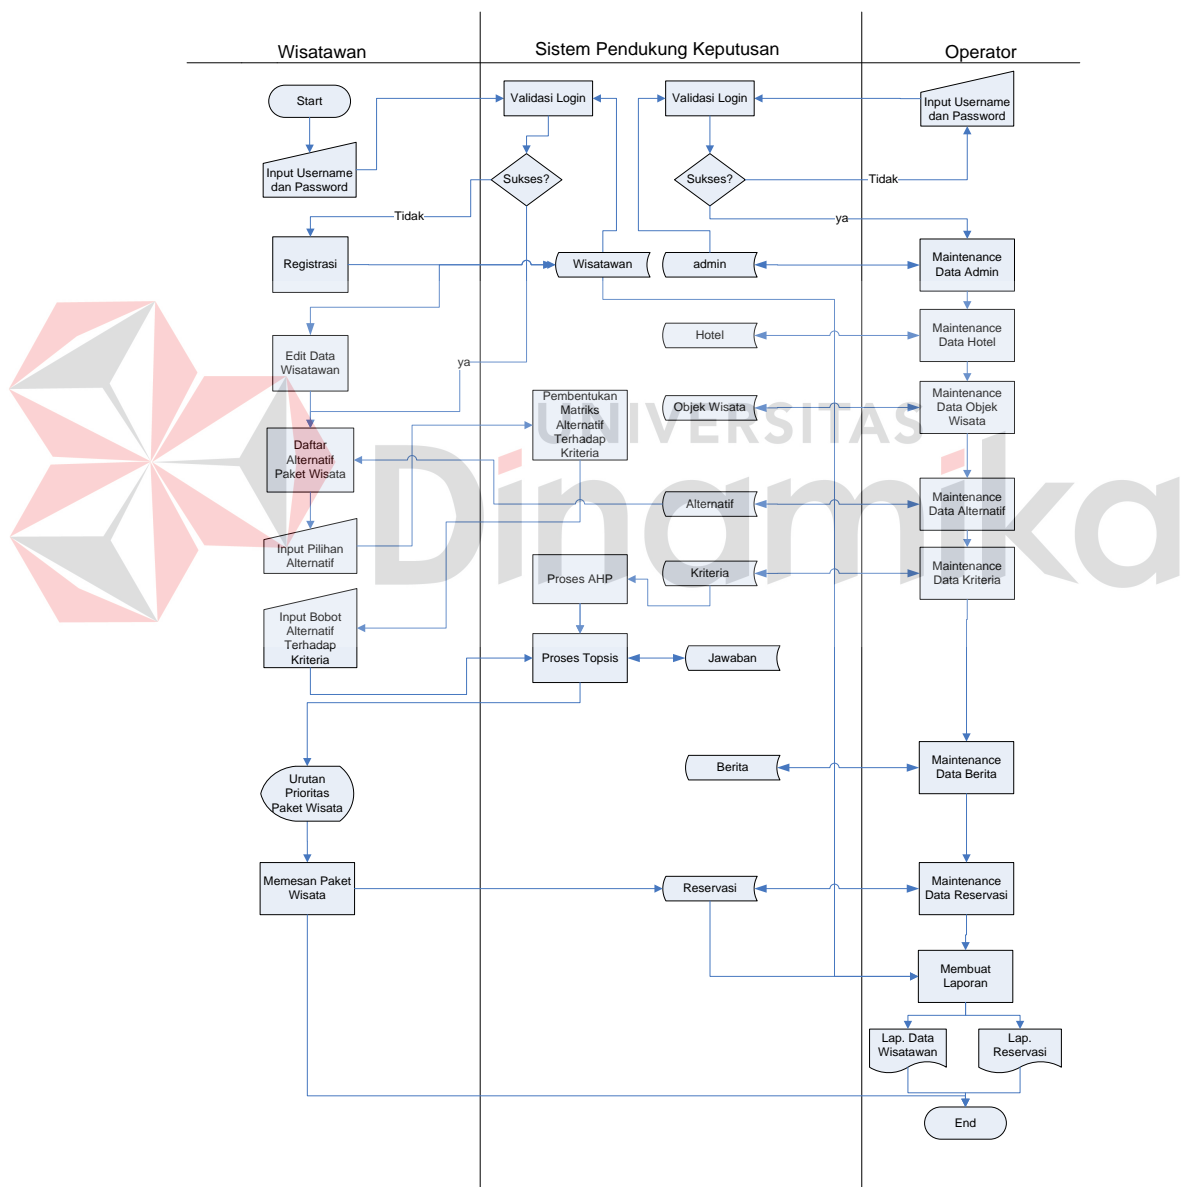 Wisatawan
Sistem Pendukung Keputusan
Operator
Start
Validasi Login
Validasi Login
Input Username
dan Password
Input Username
dan Password
Sukses?
Sukses?
Tidak
Tidak
ya
Registrasi
Wisatawan
admin
Maintenance
Data Admin
Hotel
Maintenance
Data Hotel
Edit Data
Wisatawan
ya
Pembentukan
Matriks
Alternatif
Terhadap
Kriteria
Objek Wisata
Maintenance
Data Objek
Wisata
UNIVERSITAS
Dinamika
Daftar
Alternatif
Paket Wisata
Alternatif
Maintenance
Data Alternatif
Input Pilihan
Alternatif
Proses AHP
Kriteria
Maintenance
Data Kriteria
Input Bobot
Alternatif
Terhadap
Kriteria
Proses Topsis
Jawaban
Urutan
Prioritas
Paket Wisata
Berita
Maintenance
Data Berita
Memesan Paket
Wisata
Reservasi
Maintenance
Data Reservasi
Membuat
Laporan
Lap. Data
Wisatawan
Lap.
Reservasi
End